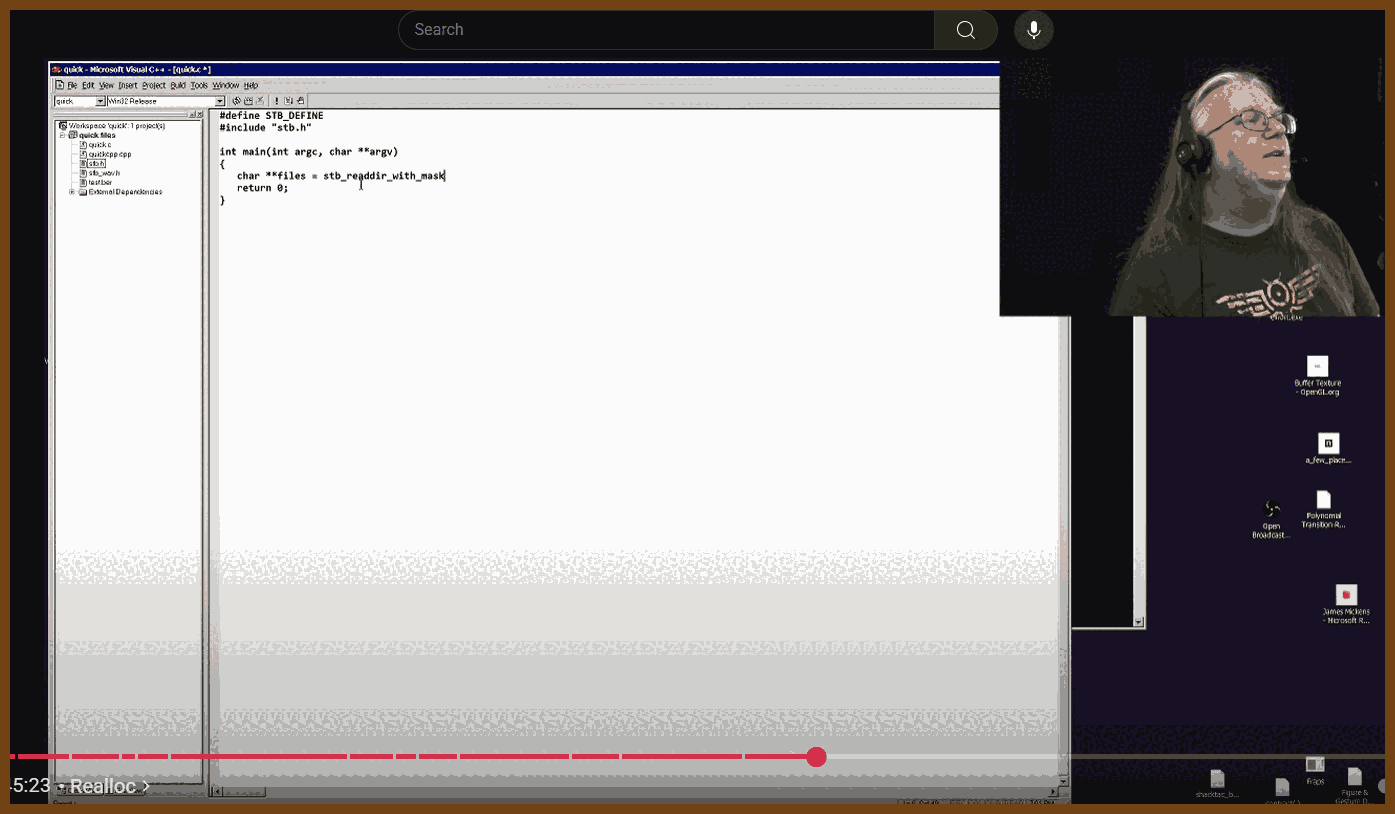 Search
quick - Microsoft Visual C++ - [quick.c *]
File Edit View Insert Project Build Tools Window Help
quick
Win32 Release
Workspace 'quick': 1 project(s)
quick files
quick.c
quickcpp.cpp
stb.h
stb_wav.h
test.ber
External Dependencies
#define STB_DEFINE
#include "stb.h"
int main(int argc, char **argv)
{
char **files = stb_readdir_with_mask
return 0;
}
Buffer Texture
- OpenGL.org
a_few_place...
Open
Broadcast...
Polynomial
Transition-R...
James Mickens
- Microsoft R...
5:23
Realloc
shacktac_b...
Fraps
Figure &
Gesture D...